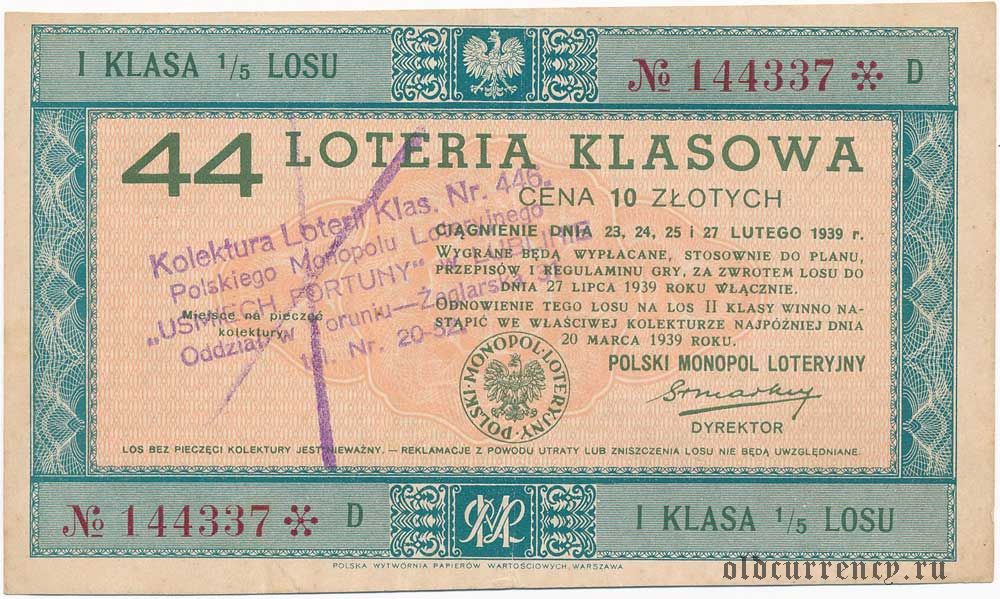 I KLASA 1/5 LOSU
№ 144337 * D
44 LOTERIA KLASOWA
CENA 10 ZŁOTYCH
CIĄGNIENIE DNIA 23, 24, 25 i 27 LUTEGO 1939 r.
WYGRANE BĘDĄ WYPŁACANE, STOSOWNIE DO PLANU,
PRZEPISÓW I REGULAMINU GRY, ZA ZWROTEM LOSU DO
DNIA 27 LIPCA 1939 ROKU WŁĄCZNIE.
ODNOWIENIE TEGO LOSU NA LOS II KLASY WINNO NA-
STĄPIĆ WE WŁAŚCIWEJ KOLEKTURZE NAJPÓŹNIEJ DNIA
20 MARCA 1939 ROKU.
POLSKI MONOPOL LOTERYJNY
DYREKTOR
Kolektura Loterii Klas. Nr. 446.
Polskiego Monopolu Loteryjnego
„UŚMIECH FORTUNY" w LUBLINIE
Oddział w Toruniu—Żeglarska
tel. Nr. 20-
Miejsce na pieczęć
kolektury.
POLSKI·MONOPOL·LOTERYJNY·
LOS BEZ PIECZĘCI KOLEKTURY JEST NIEWAŻNY. — REKLAMACJE Z POWODU UTRATY LUB ZNISZCZENIA LOSU NIE BĘDĄ UWZGLĘDNIANE.
№ 144337 * D
I KLASA 1/5 LOSU
POLSKA WYTWÓRNIA PAPIERÓW WARTOŚCIOWYCH, WARSZAWA
oldcurrency.ru